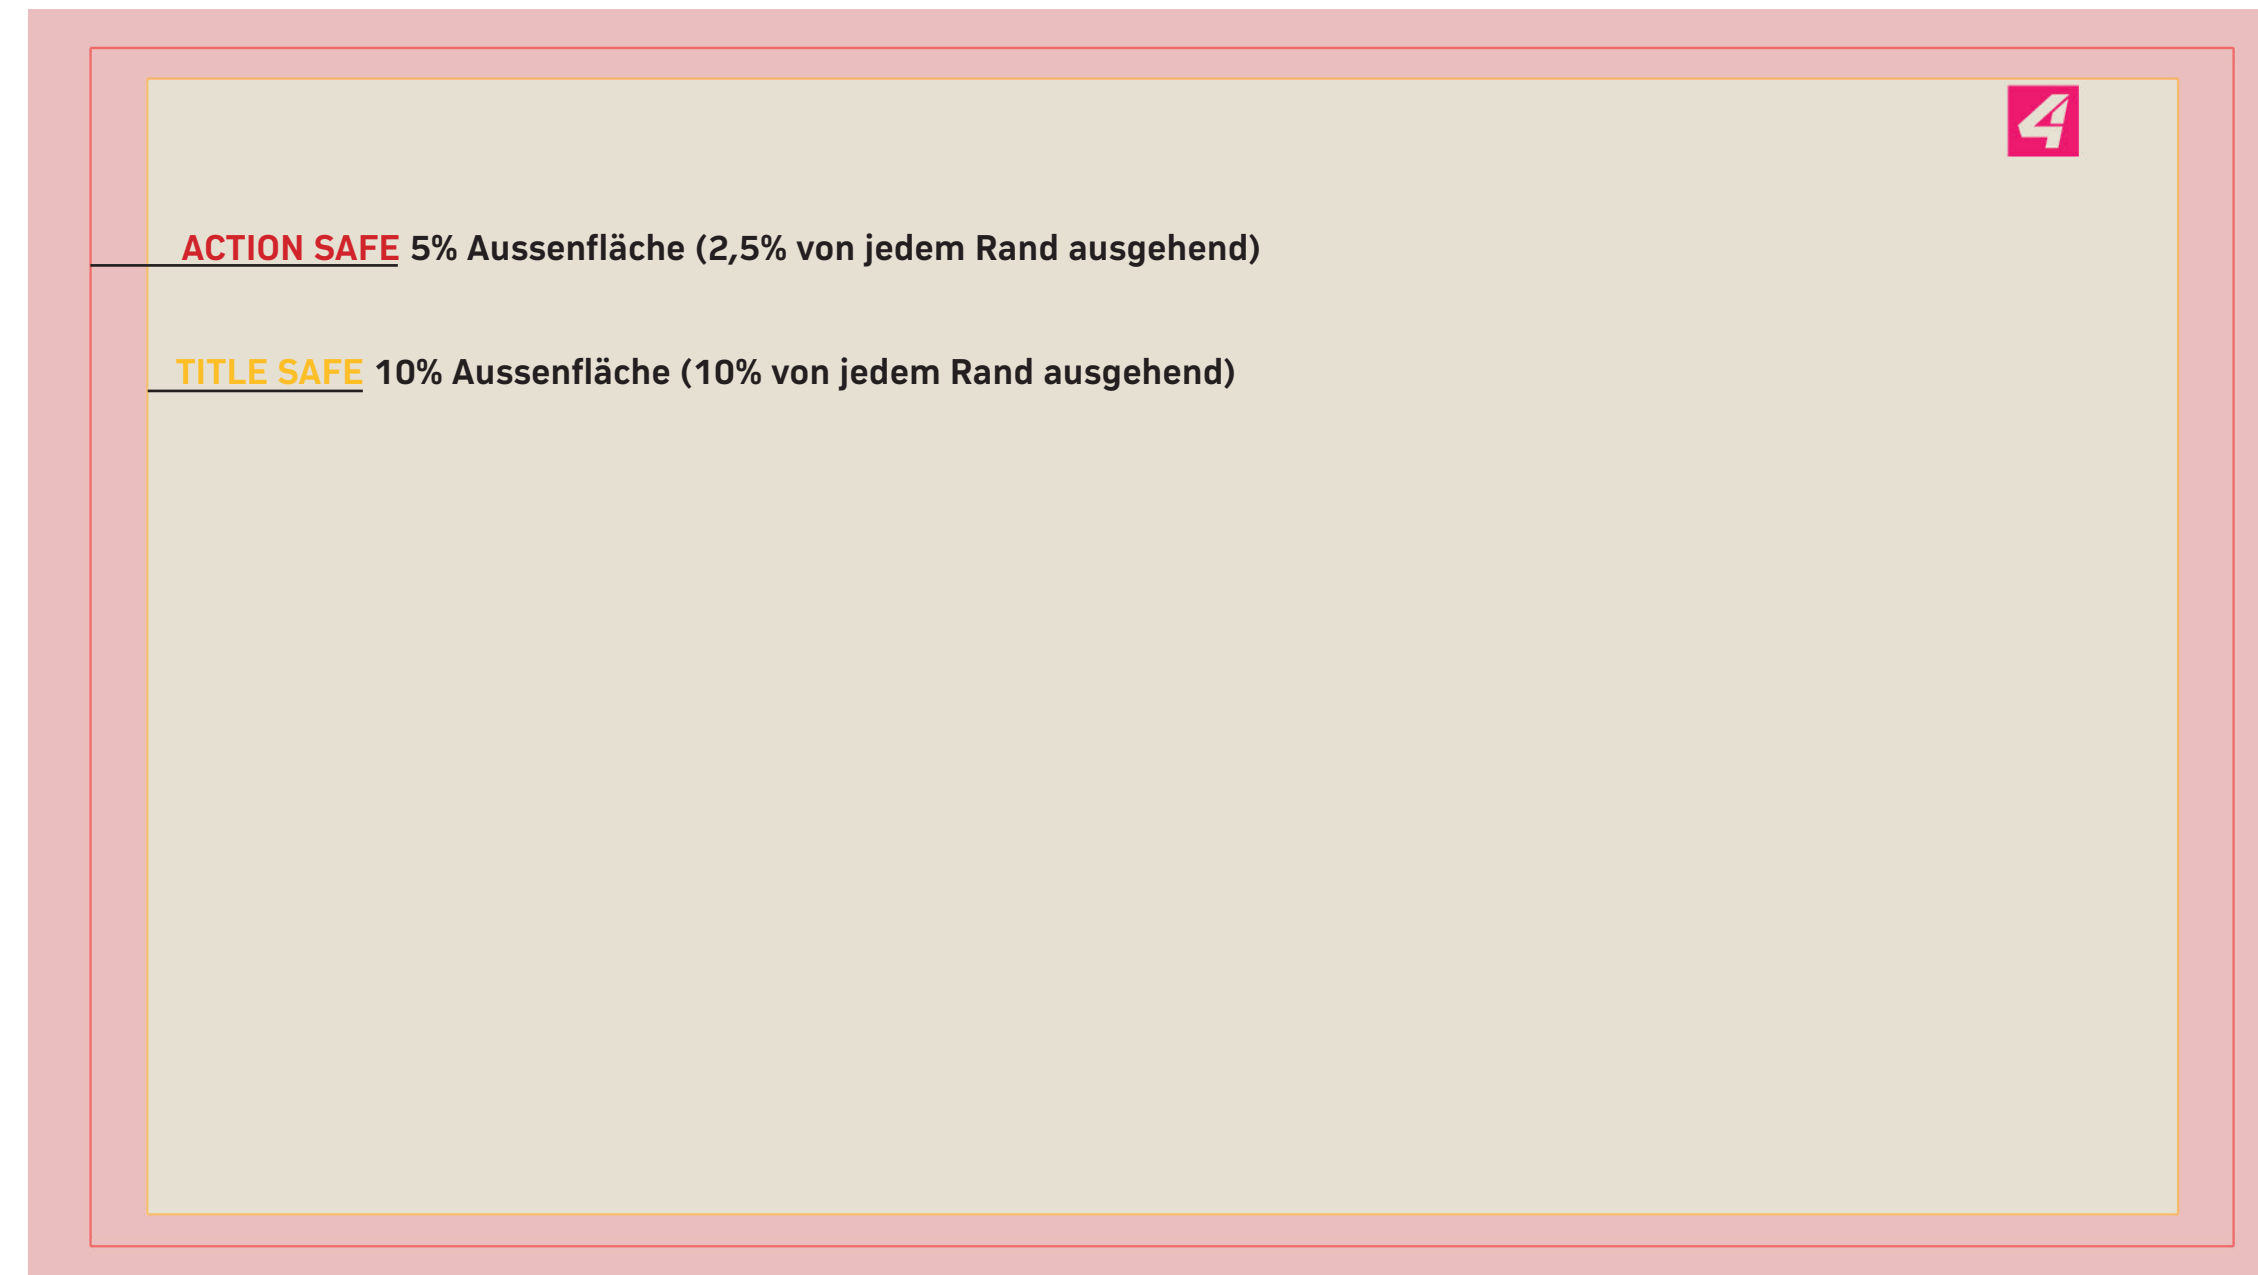 4
ACTION SAFE 5% Aussenfläche (2,5% von jedem Rand ausgehend)
TITLE SAFE 10% Aussenfläche (10% von jedem Rand ausgehend)